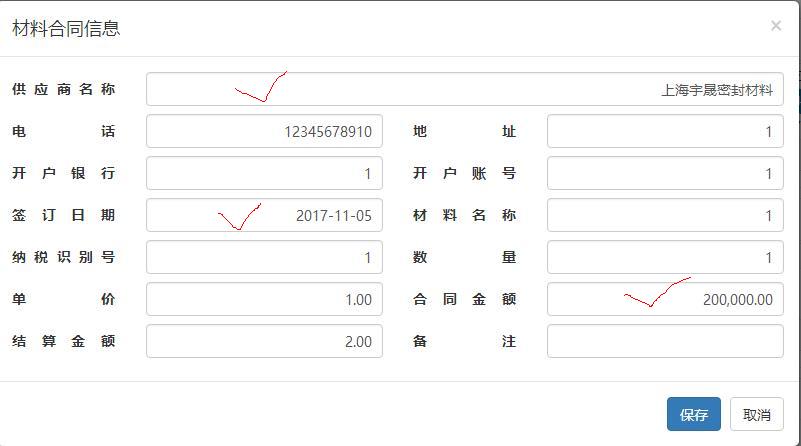 材料合同信息 ×
供应商名称 上海宇晟密封材料
电话 12345678910 地址 1
开户银行 1 开户账号 1
签订日期 2017-11-05 材料名称 1
纳税识别号 1 数量 1
单价 1.00 合同金额 200,000.00
结算金额 2.00 备注
保存 取消